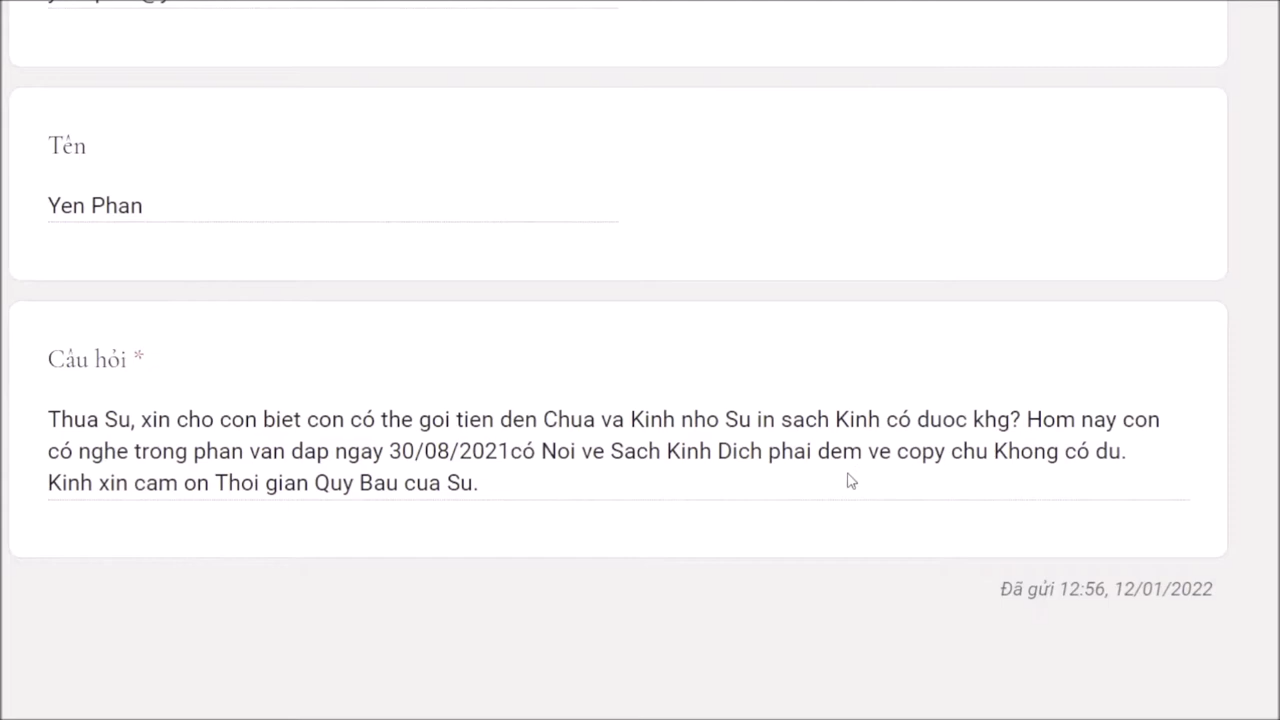 Tên
Yen Phan
Câu hỏi *
Thua Su, xin cho con biet con có the goi tien den Chua va Kinh nho Su in sach Kinh có duoc khg? Hom nay con
có nghe trong phan van dap ngay 30/08/2021có Noi ve Sach Kinh Dich phai dem ve copy chu Khong có du.
Kinh xin cam on Thoi gian Quy Bau cua Su.
Đã gửi 12:56, 12/01/2022